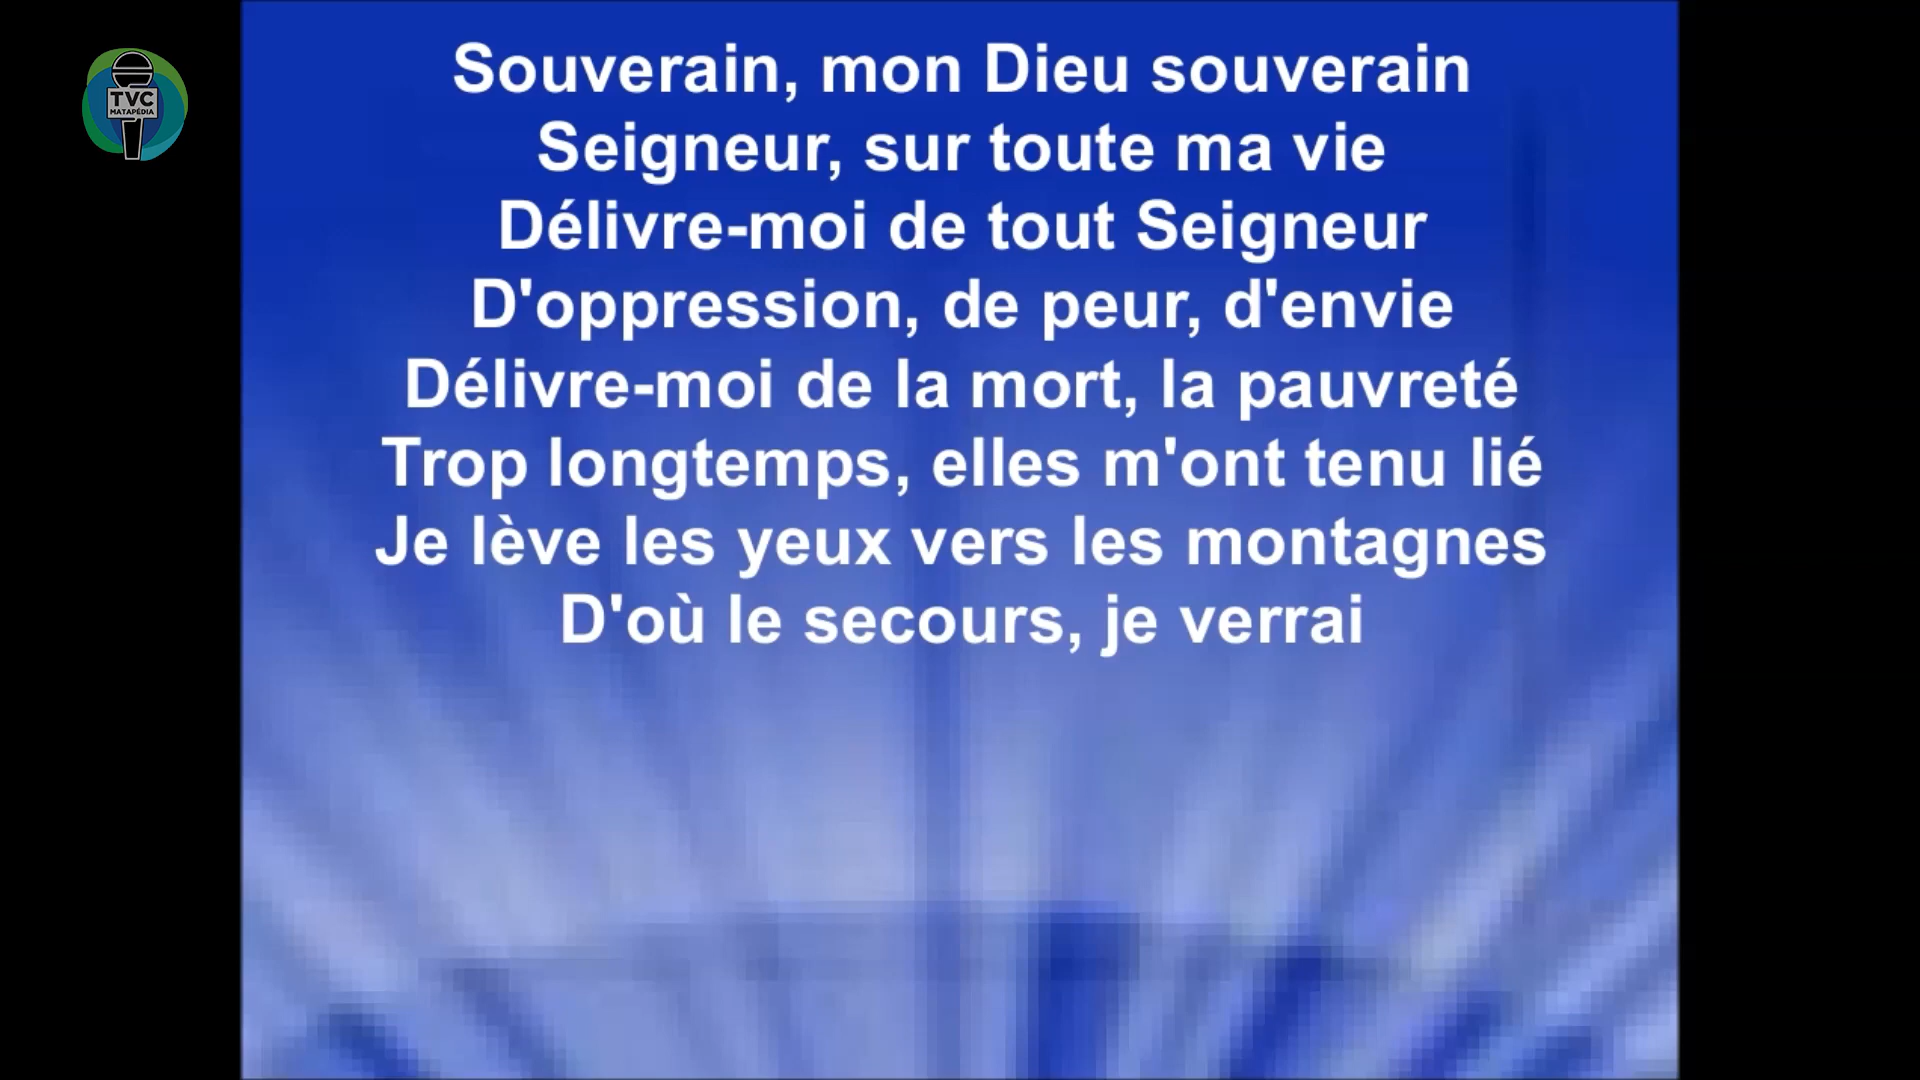 TVC
MATAPÉDIA
Souverain, mon Dieu souverain
Seigneur, sur toute ma vie
Délivre-moi de tout Seigneur
D'oppression, de peur, d'envie
Délivre-moi de la mort, la pauvreté
Trop longtemps, elles m'ont tenu lié
Je lève les yeux vers les montagnes
D'où le secours, je verrai